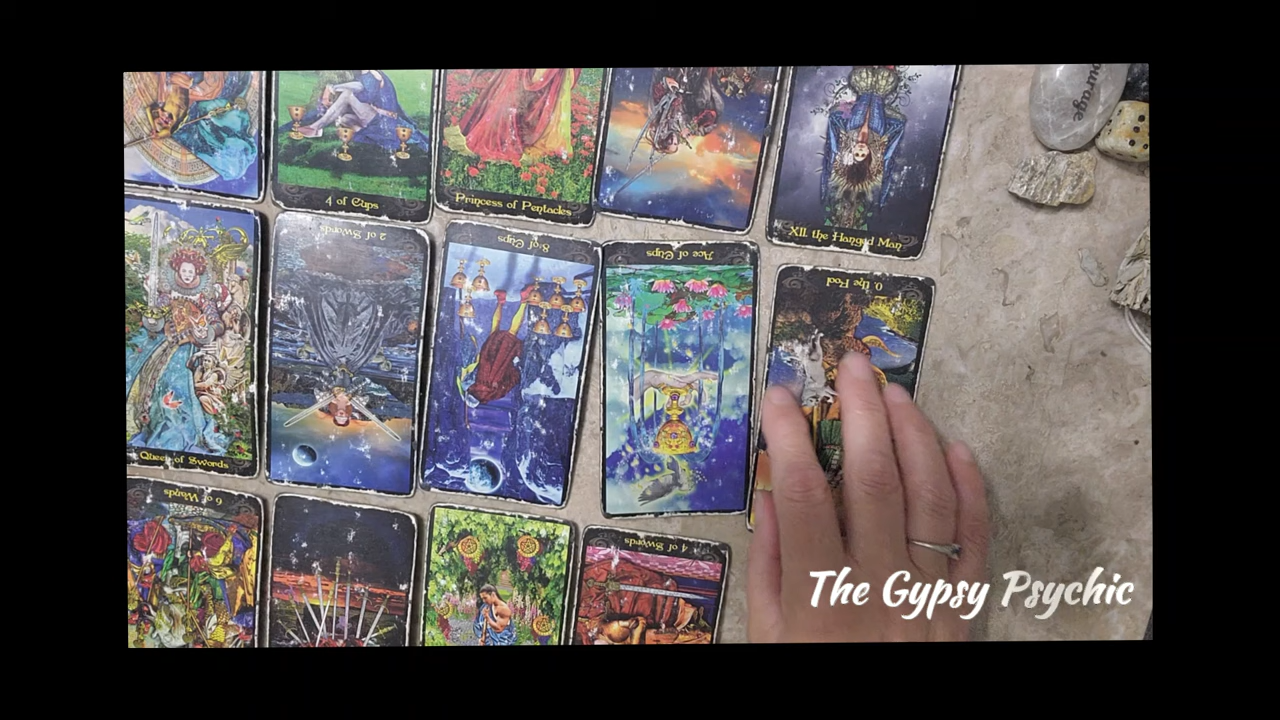 ourage
4 of Cups
Princess of Pentacles
XII. the Hanged Man
2 of Swords
8 of Cups
Ace of Cups
0. the Fool
Queen of Swords
6 of Wands
4 of Swords
The Gypsy Psychic